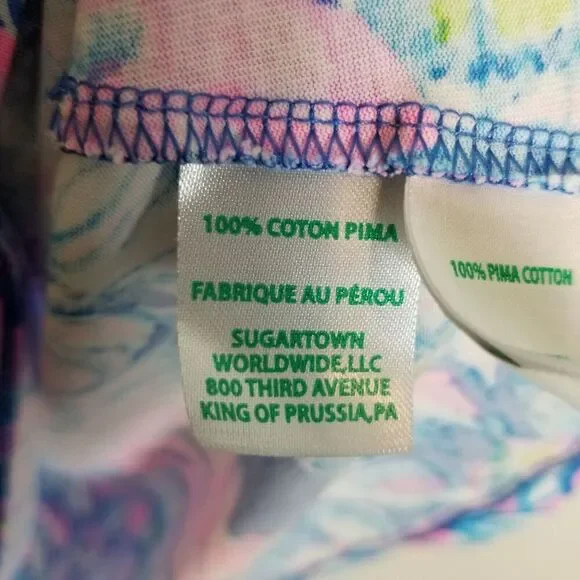 100% COTON PIMA
FABRIQUE AU PÉROU
SUGARTOWN
WORLDWIDE,LLC
800 THIRD AVENUE
KING OF PRUSSIA,PA
100% PIMA COTTON